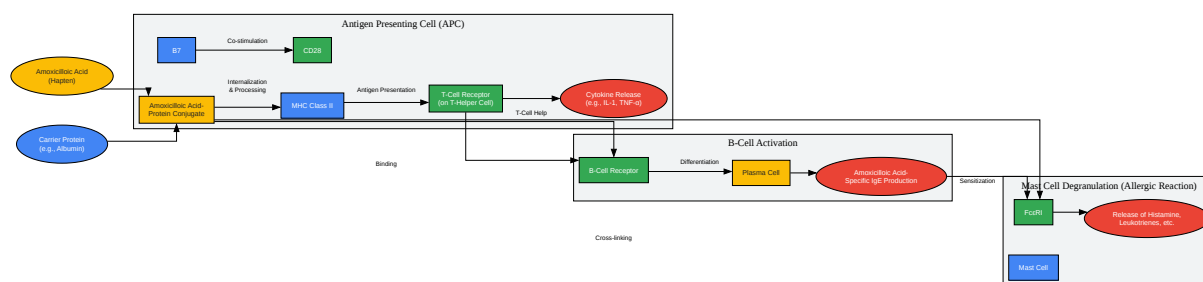 Antigen Presenting Cell (APC)
B7
Co-stimulation
CD28
Amoxicilloic Acid
(Hapten)
Internalization
& Processing
Antigen Presentation
T-Cell Receptor
(on T-Helper Cell)
Cytokine Release
(e.g., IL-1, TNF-α)
Amoxicilloic Acid-
Protein Conjugate
MHC Class II
T-Cell Help
Carrier Protein
(e.g., Albumin)
B-Cell Activation
Binding
B-Cell Receptor
Differentiation
Plasma Cell
Amoxicilloic Acid-
Specific IgE Production
Sensitization
Mast Cell Degranulation (Allergic Reaction)
FcεRI
Release of Histamine,
Leukotrienes, etc.
Cross-linking
Mast Cell